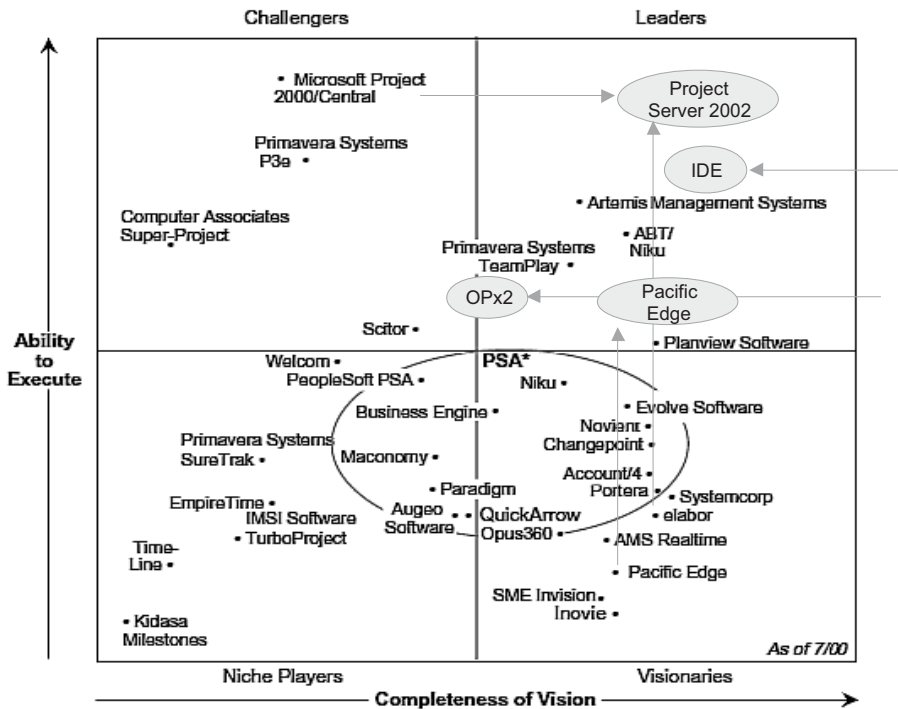 Challengers
Leaders
Microsoft Project
2000/Central
Project
Server 2002
Primavera Systems
P3e
IDE
Artemis Management Systems
Computer Associates
Super-Project
ABT/
Niku
Primavera Systems
TeamPlay
OPx2
Pacific
Edge
Scitor
Planview Software
Ability
to
Execute
Welcom
PSA*
PeopleSoft PSA
Niku
Business Engine
Evolve Software
Novient
Changepoint
Primavera Systems
SureTrak
Maconomy
Account/4
Portera
Paradigm
Systemcorp
EmpireTime
IMSI Software
TurboProject
Augeo
Software
QuickArrow
Opus360
elabor
AMS Realtime
Time-
Line
Pacific Edge
SME Invision
Inovie
Kidasa
Milestones
As of 7/00
Niche Players
Visionaries
Completeness of Vision